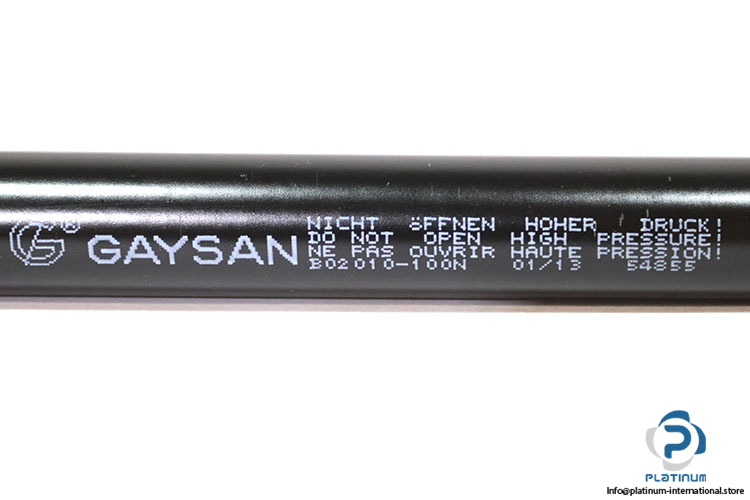 GAYSAN ®
NICHT ÖFFNEN HOHER DRUCK!
DO NOT OPEN HIGH PRESSURE!
NE PAS OUVRIR HAUTE PRESSION!
B02010-100N 01/13 54855
PLATINUM
Info@platinum-international.store